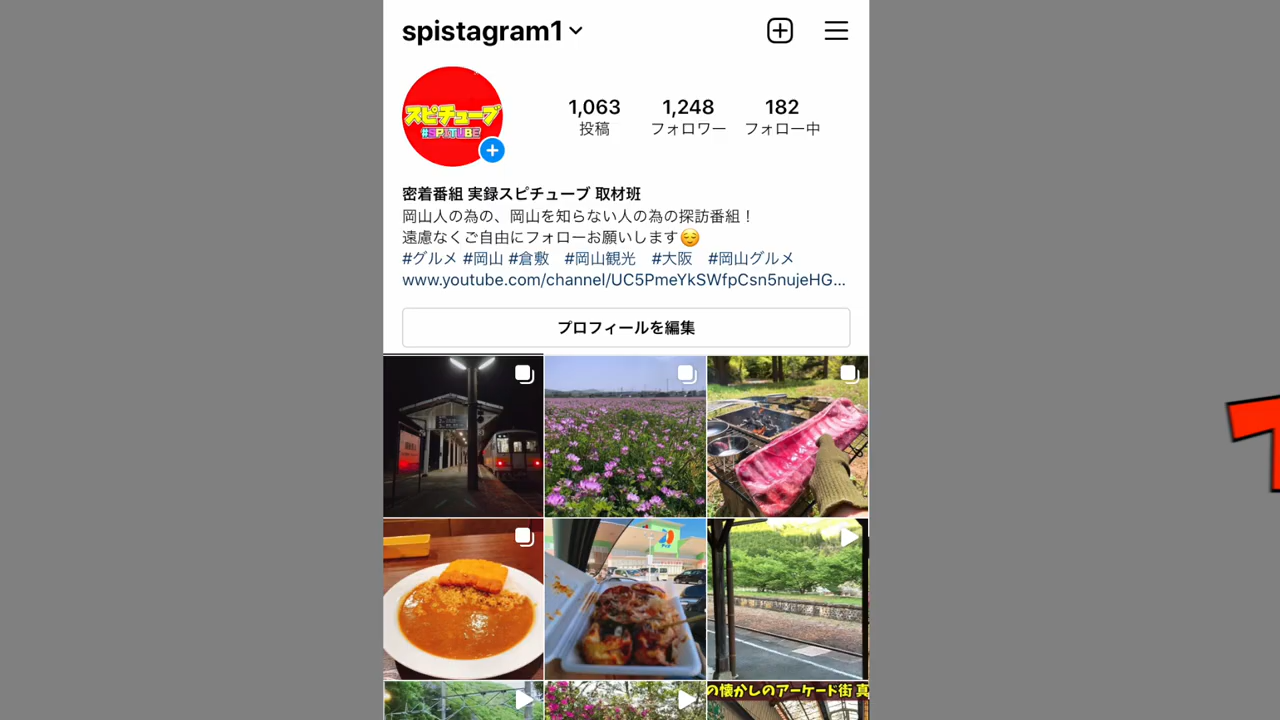 spistagram1
スピチューブ
#SPITUBE
1,063
投稿
1,248
フォロワー
182
フォロー中
密着番組 実録スピチューブ 取材班
岡山人の為の、岡山を知らない人の為の探訪番組！
遠慮なくご自由にフォローお願いします😌
#グルメ #岡山 #倉敷　#岡山観光　#大阪　#岡山グルメ
www.youtube.com/channel/UC5PmeYkSWfpCsn5nujeHG...
プロフィールを編集
の懐かしのアーケード街 真